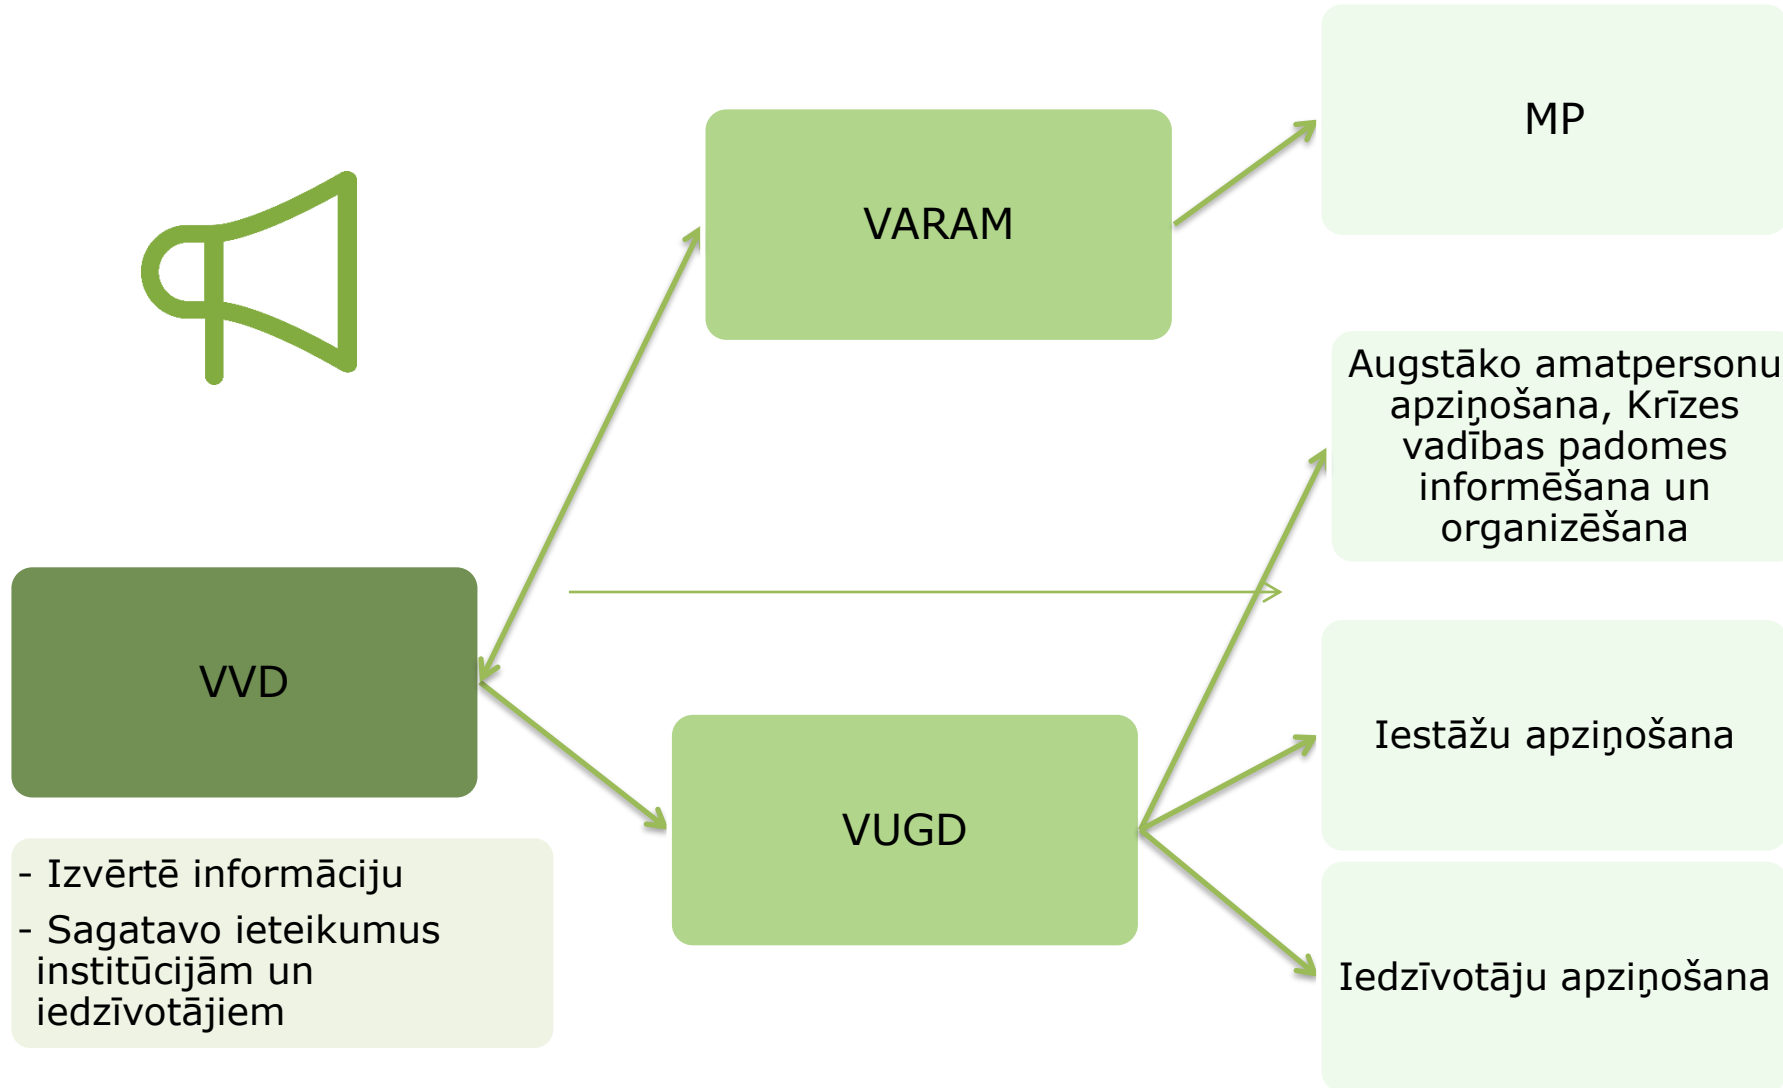 MP
VARAM
Augstāko amatpersonu
apziņošana, Krīzes
vadības padomes
informēšana un
organizēšana
VVD
Iestāžu apziņošana
VUGD
- Izvērtē informāciju
- Sagatavo ieteikumus
institūcijām un
iedzīvotājiem
Iedzīvotāju apziņošana